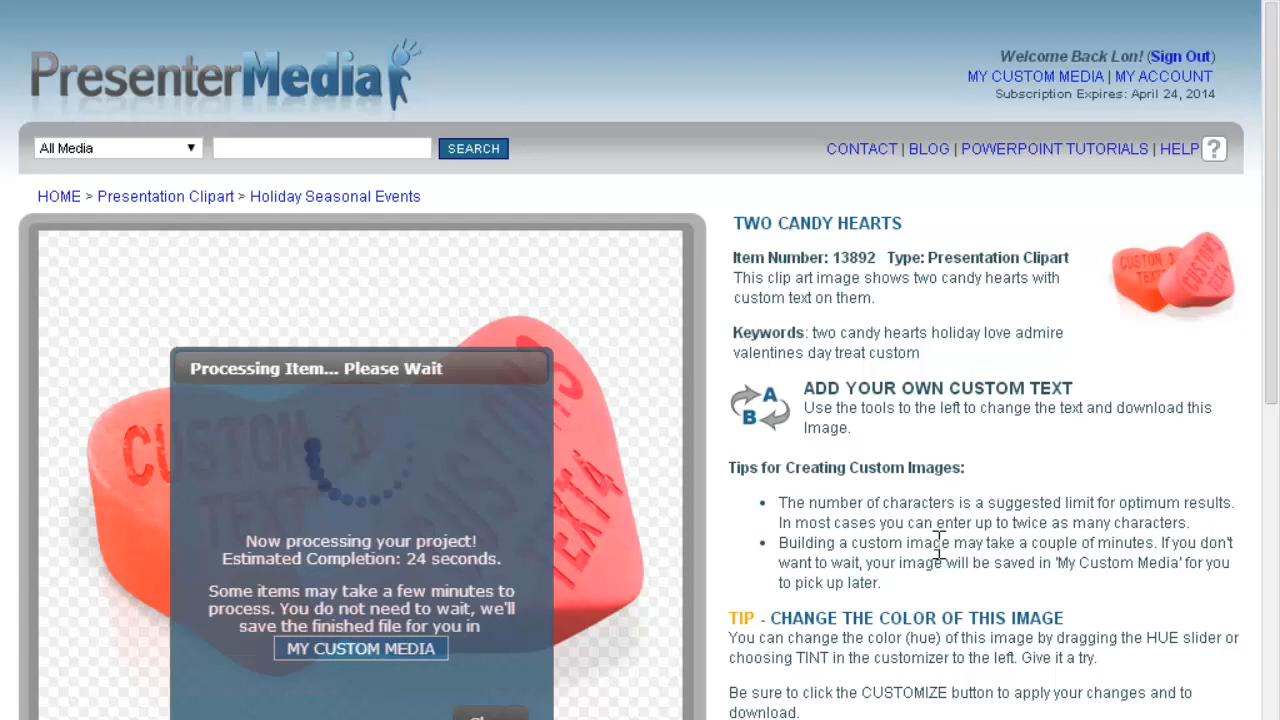 PresenterMedia
Welcome Back Lon! (Sign Out)
MY CUSTOM MEDIA | MY ACCOUNT
Subscription Expires: April 24, 2014
All Media
SEARCH
CONTACT | BLOG | POWERPOINT TUTORIALS | HELP ?
HOME > Presentation Clipart > Holiday Seasonal Events
TWO CANDY HEARTS
Item Number: 13892 Type: Presentation Clipart
This clip art image shows two candy hearts with
custom text on them.
Keywords: two candy hearts holiday love admire
valentines day treat custom
CUSTOM 1
TEXT
CUSTOM 3
TEXT4
A
B
ADD YOUR OWN CUSTOM TEXT
Use the tools to the left to change the text and download this
Image.
Tips for Creating Custom Images:
• The number of characters is a suggested limit for optimum results.
In most cases you can enter up to twice as many characters.
• Building a custom image may take a couple of minutes. If you don't
want to wait, your image will be saved in 'My Custom Media' for you
to pick up later.
TIP - CHANGE THE COLOR OF THIS IMAGE
You can change the color (hue) of this image by dragging the HUE slider or
choosing TINT in the customizer to the left. Give it a try.
Be sure to click the CUSTOMIZE button to apply your changes and to
download.
CUSTOM 1
TEXT
CUSTOM3
TEXT4
Processing Item... Please Wait
Now processing your project!
Estimated Completion: 24 seconds.
Some items may take a few minutes to
process. You do not need to wait, we'll
save the finished file for you in
MY CUSTOM MEDIA